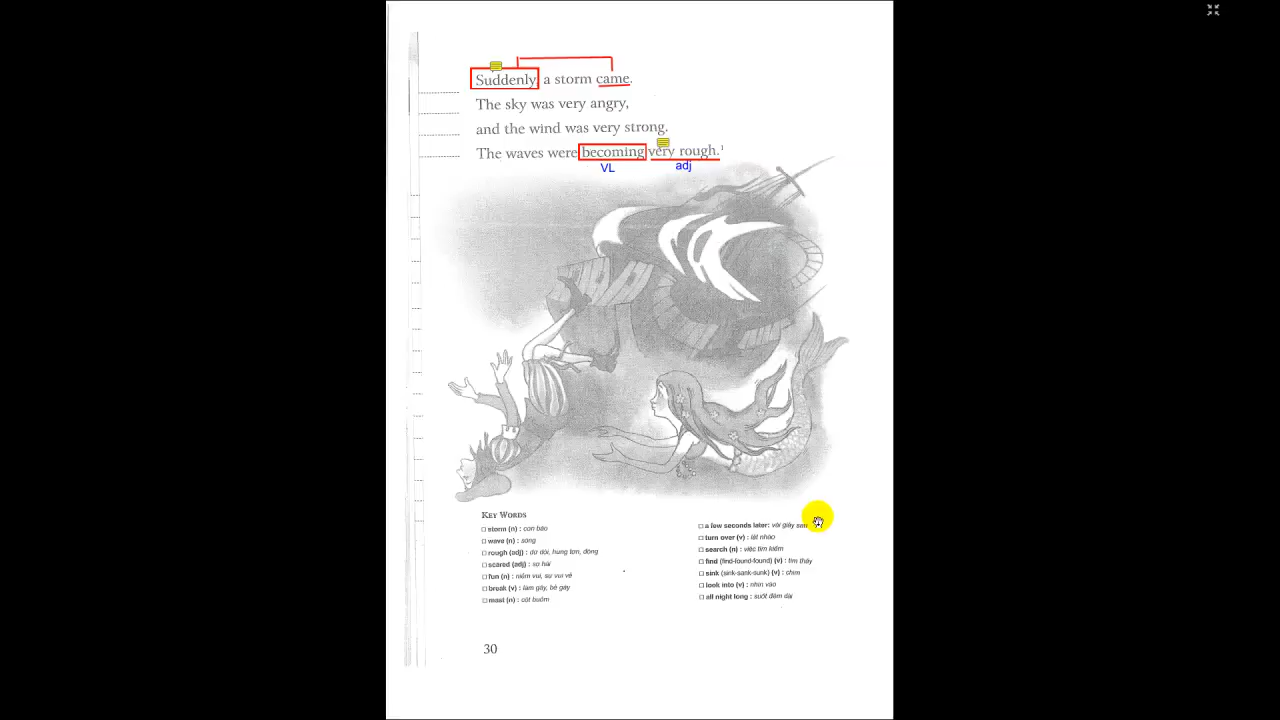 Suddenly, a storm came.
The sky was very angry,
and the wind was very strong.
The waves were becoming very rough.¹
VL adj
KEY WORDS
storm (n) : cơn bão
wave (n) : sóng
rough (adj) : dữ dội, hung tợn, động
scared (adj) : sợ hãi
fun (n) : niềm vui, sự vui vẻ
break (v) : làm gãy, bẻ gãy
mast (n) : cột buồm
a few seconds later: vài giây sau
turn over (v) : lật nhào
search (n) : việc tìm kiếm
find (find-found-found) (v) : tìm thấy
sink (sink-sank-sunk) (v) : chìm
look into (v) : nhìn vào
all night long : suốt đêm dài
30